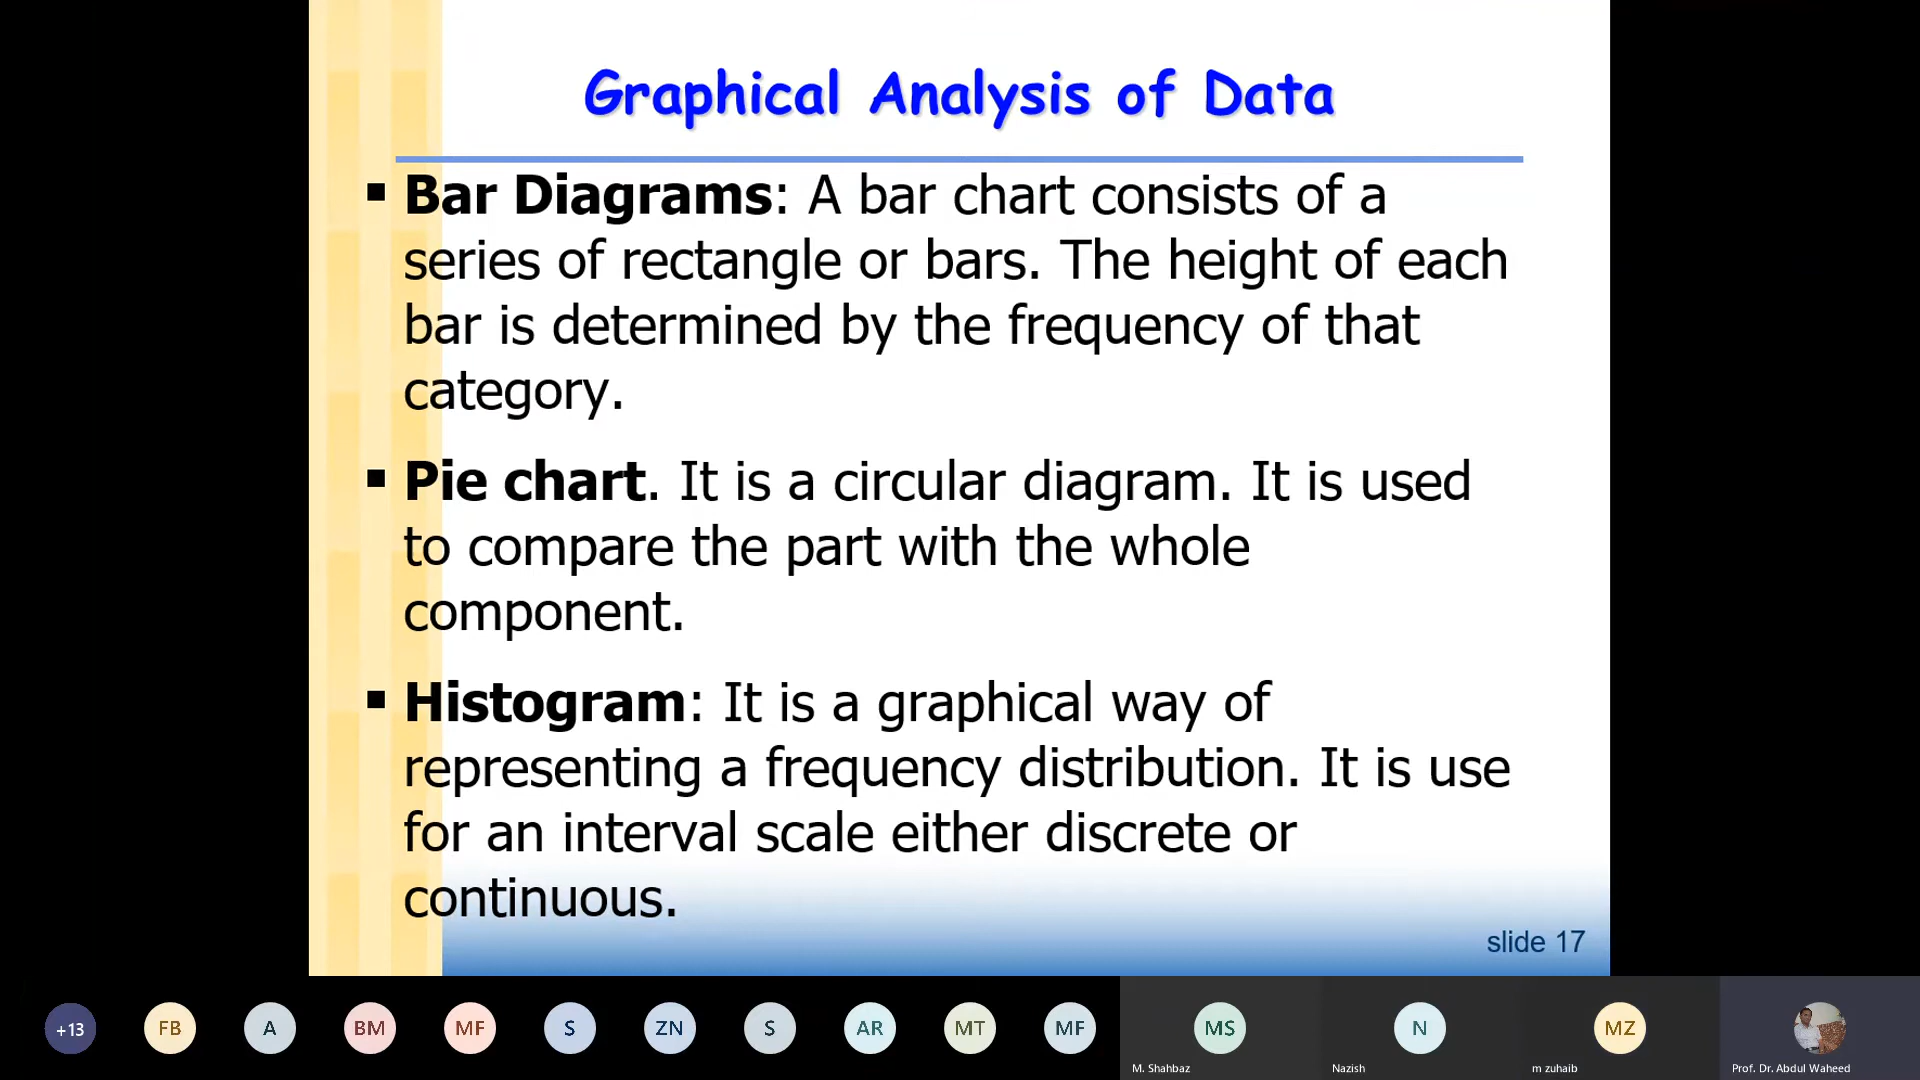 Graphical Analysis of Data
▪ Bar Diagrams: A bar chart consists of a
series of rectangle or bars. The height of each
bar is determined by the frequency of that
category.
▪ Pie chart. It is a circular diagram. It is used
to compare the part with the whole
component.
▪ Histogram: It is a graphical way of
representing a frequency distribution. It is use
for an interval scale either discrete or
continuous.
slide 17
+13 FB A BM MF S ZN S AR MT MF MS N MZ
M. Shahbaz Nazish m zuhaib Prof. Dr. Abdul Waheed